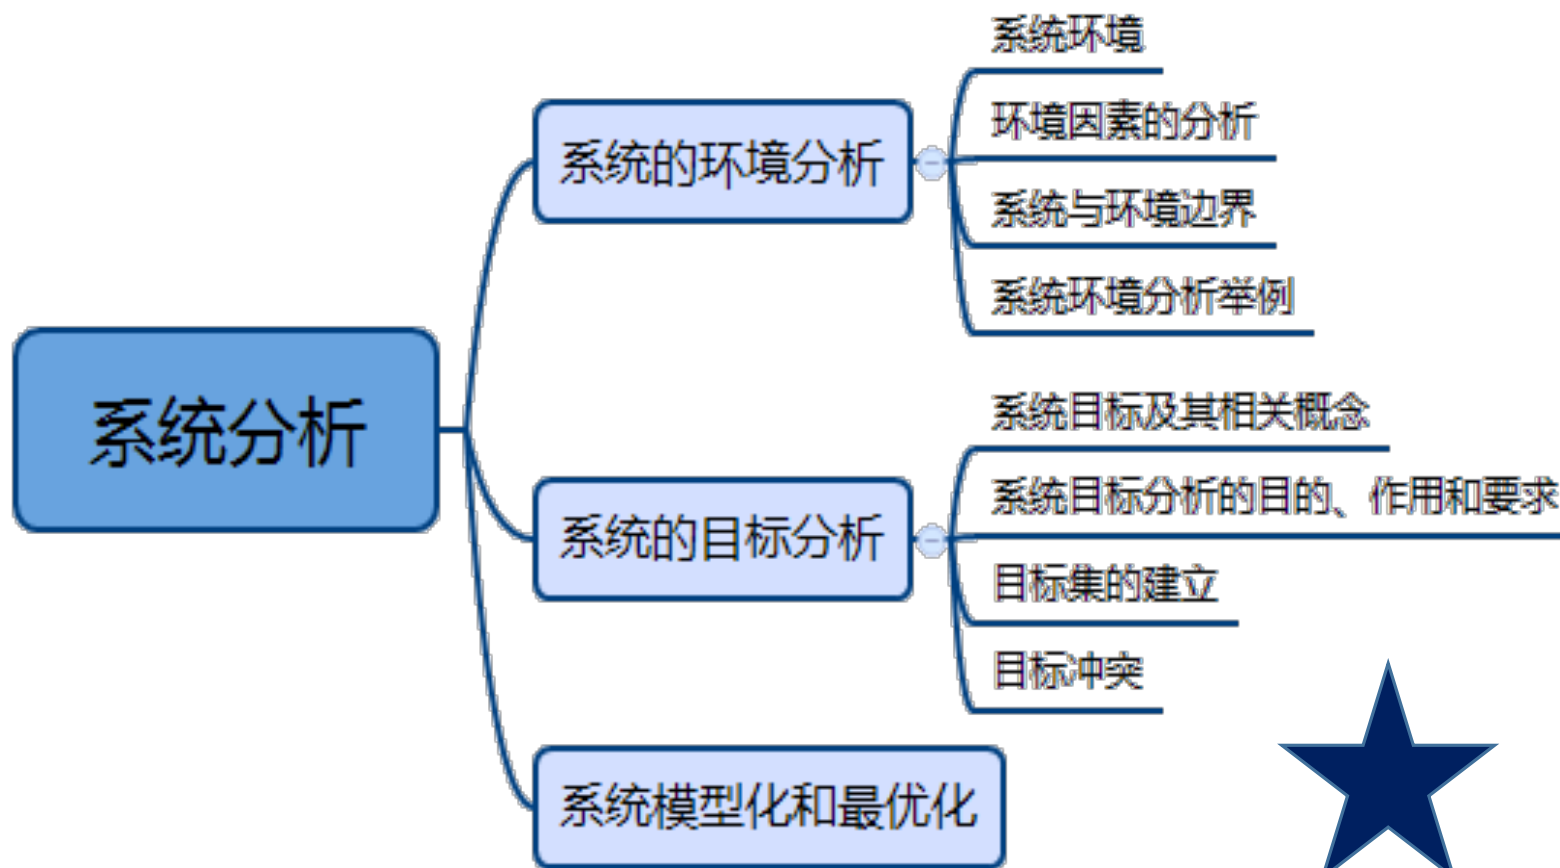 系统分析
系统的环境分析
系统环境
环境因素的分析
系统与环境边界
系统环境分析举例
系统的目标分析
系统目标及其相关概念
系统目标分析的目的、作用和要求
目标集的建立
目标冲突
系统模型化和最优化